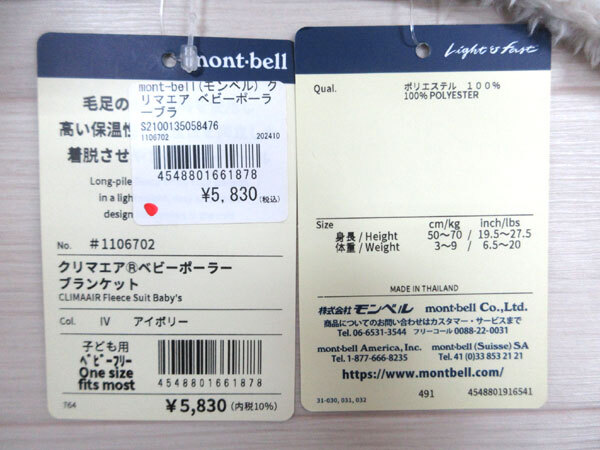 mont·bell
mont-bell(モンベル) ク
リマエア ベビーポーラ
ーブラ
S2100135058476
1106702 202410
4548801661878
¥5,830(税込)
毛足の
高い保温性
着脱させ
Long-pile
in a light
design
No. #1106702
クリマエア®ベビーポーラー
ブランケット
CLIMAAIR Fleece Suit Baby's
Col. IV アイボリー
子ども用
ベビーフリー
One size
fits most
4548801661878
764
¥5,830 (内税10%)
Light & Fast
Qual. ポリエステル 100%
100% POLYESTER
Size cm/kg inch/lbs
身長 / Height 50~70 / 19.5~27.5
体重 / Weight 3~9 / 6.5~20
MADE IN THAILAND
株式会社モンベル mont-bell Co., Ltd.
商品についてのお問い合わせはカスタマー・サービスまで
Tel. 06-6531-3544 フリーコール 0088-22-0031
mont-bell America, Inc. mont-bell (Suisse) SA
Tel. 1-877-666-8235 Tel. 41 (0)33 853 21 21
https://www.montbell.com/
31-030, 031, 032 491 4548801916541